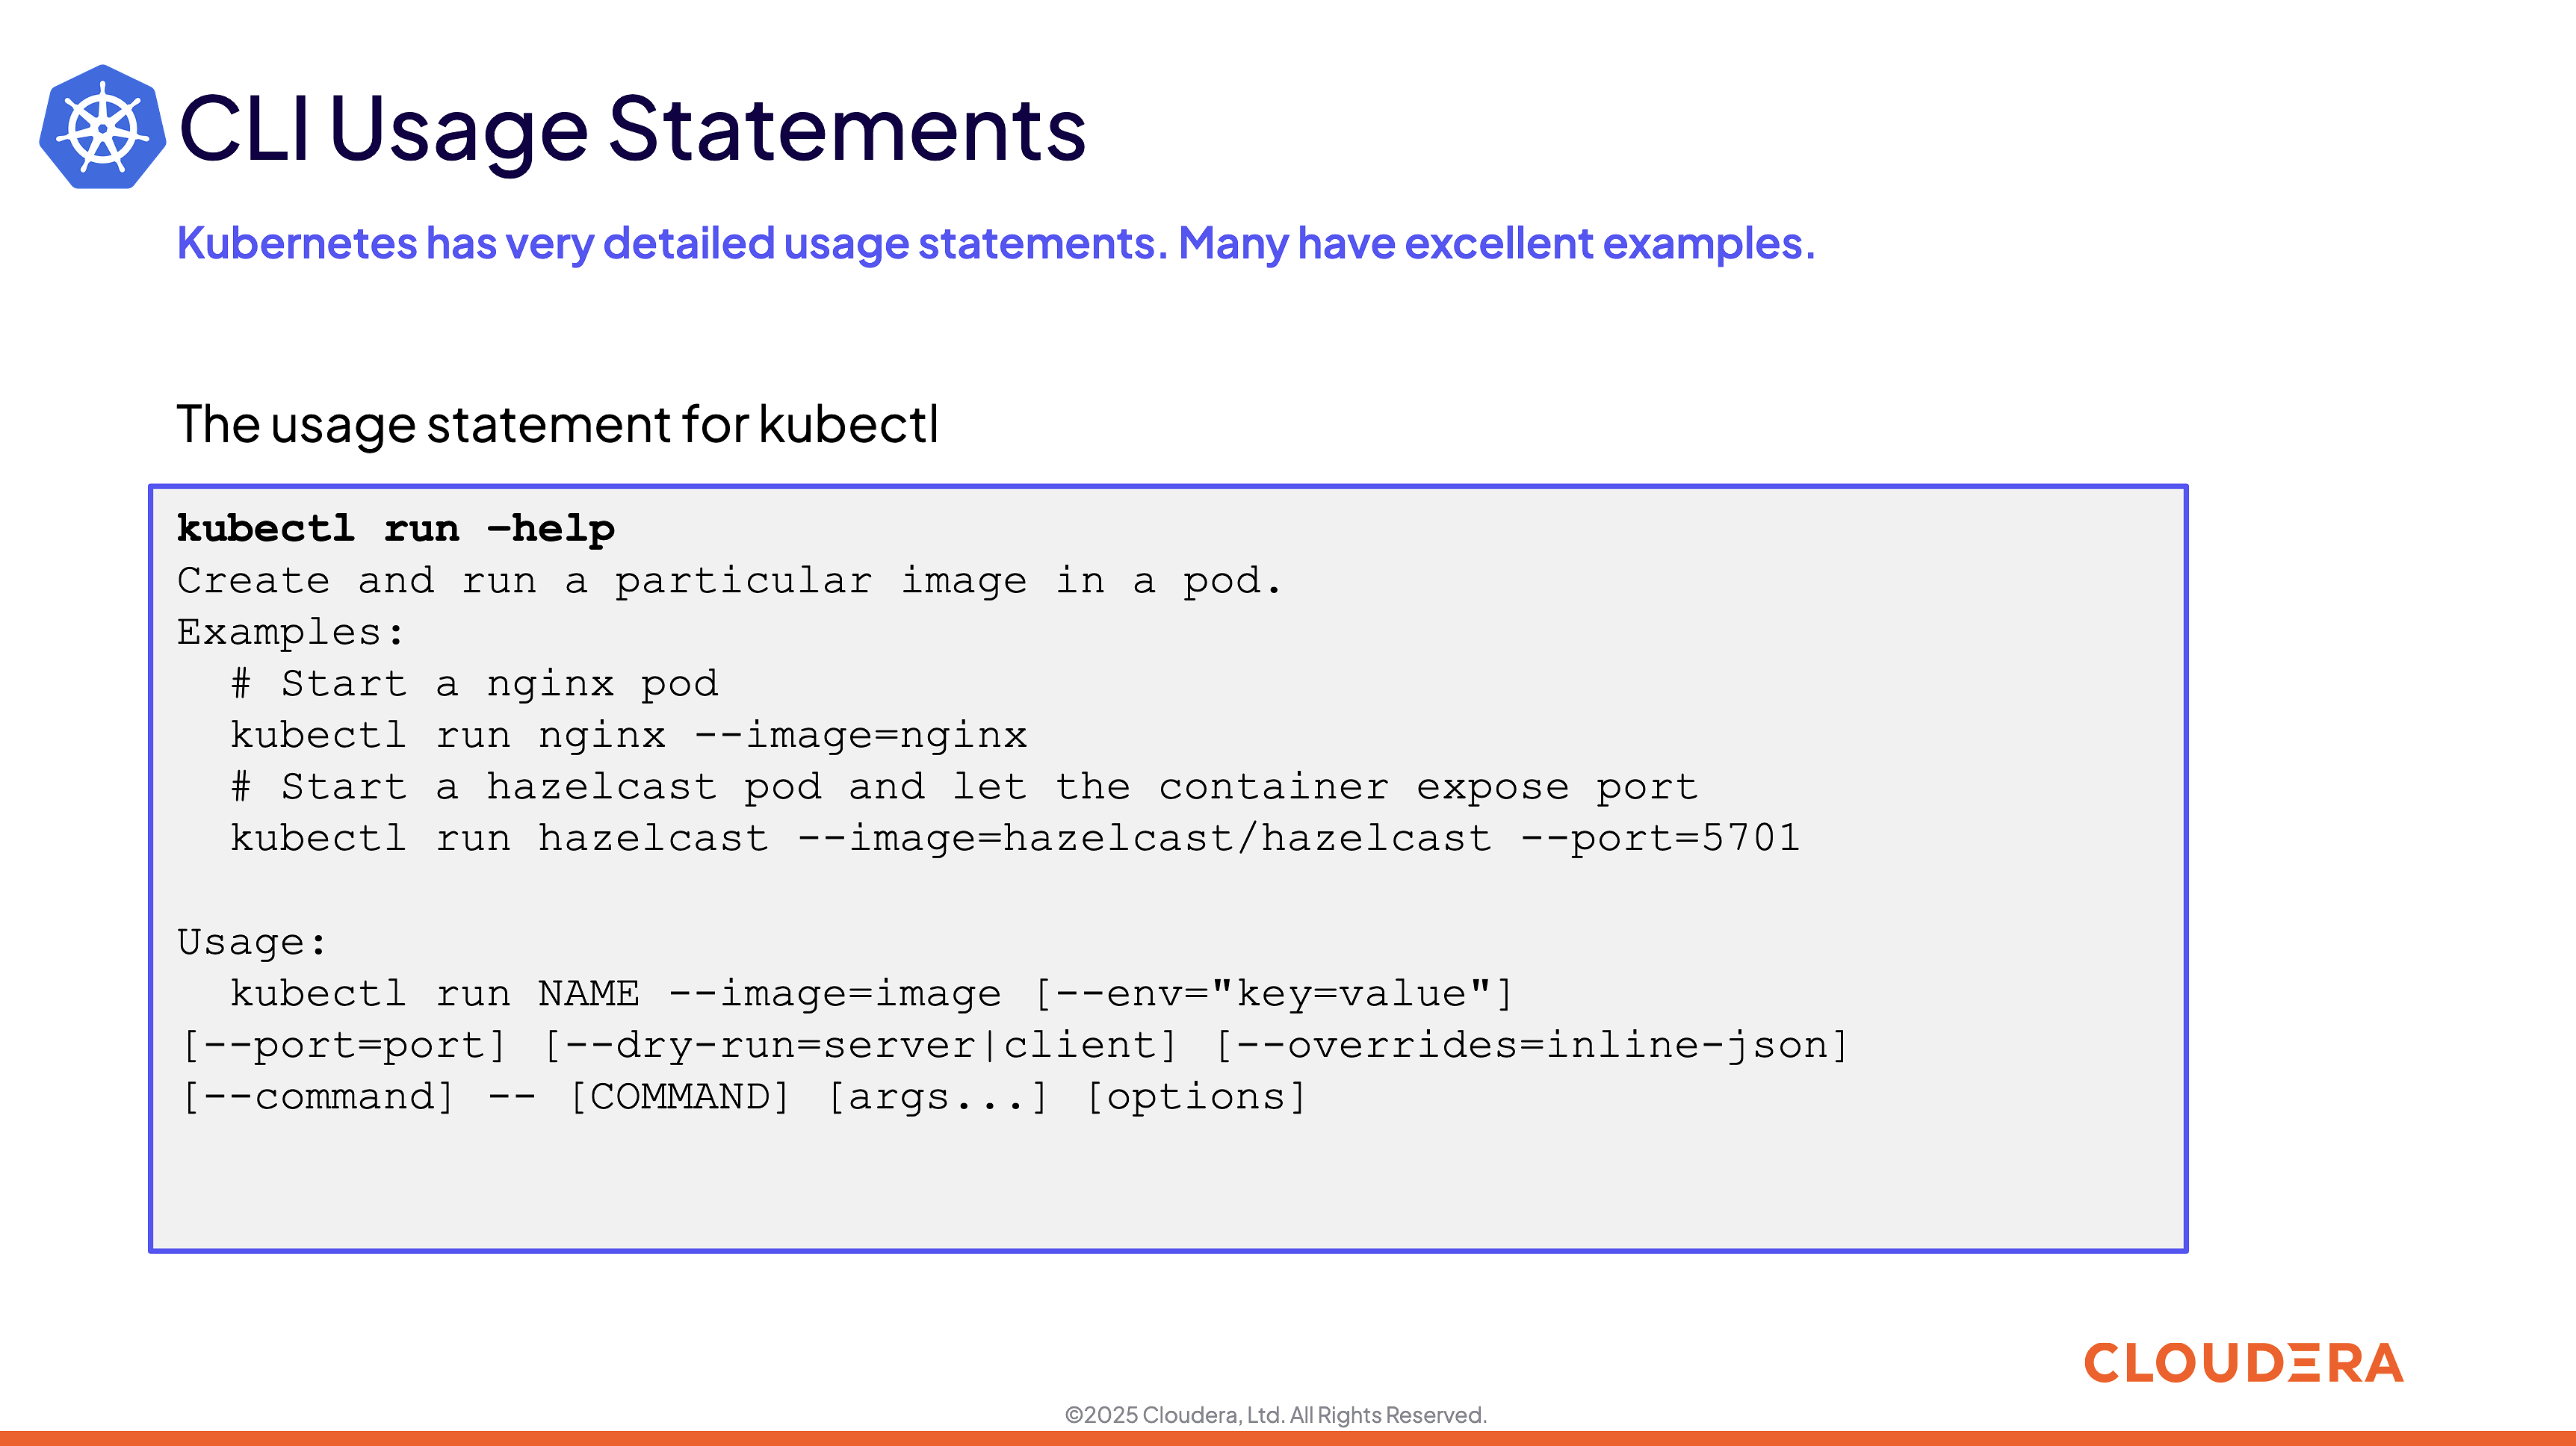 CLI Usage Statements
Kubernetes has very detailed usage statements. Many have excellent examples.
The usage statement for kubectl
kubectl run –help
Create and run a particular image in a pod.
Examples:
  # Start a nginx pod
  kubectl run nginx --image=nginx
  # Start a hazelcast pod and let the container expose port
  kubectl run hazelcast --image=hazelcast/hazelcast --port=5701

Usage:
  kubectl run NAME --image=image [--env="key=value"]
[--port=port] [--dry-run=server|client] [--overrides=inline-json]
[--command] -- [COMMAND] [args...] [options]
CLOUDERA
©2025 Cloudera, Ltd. All Rights Reserved.